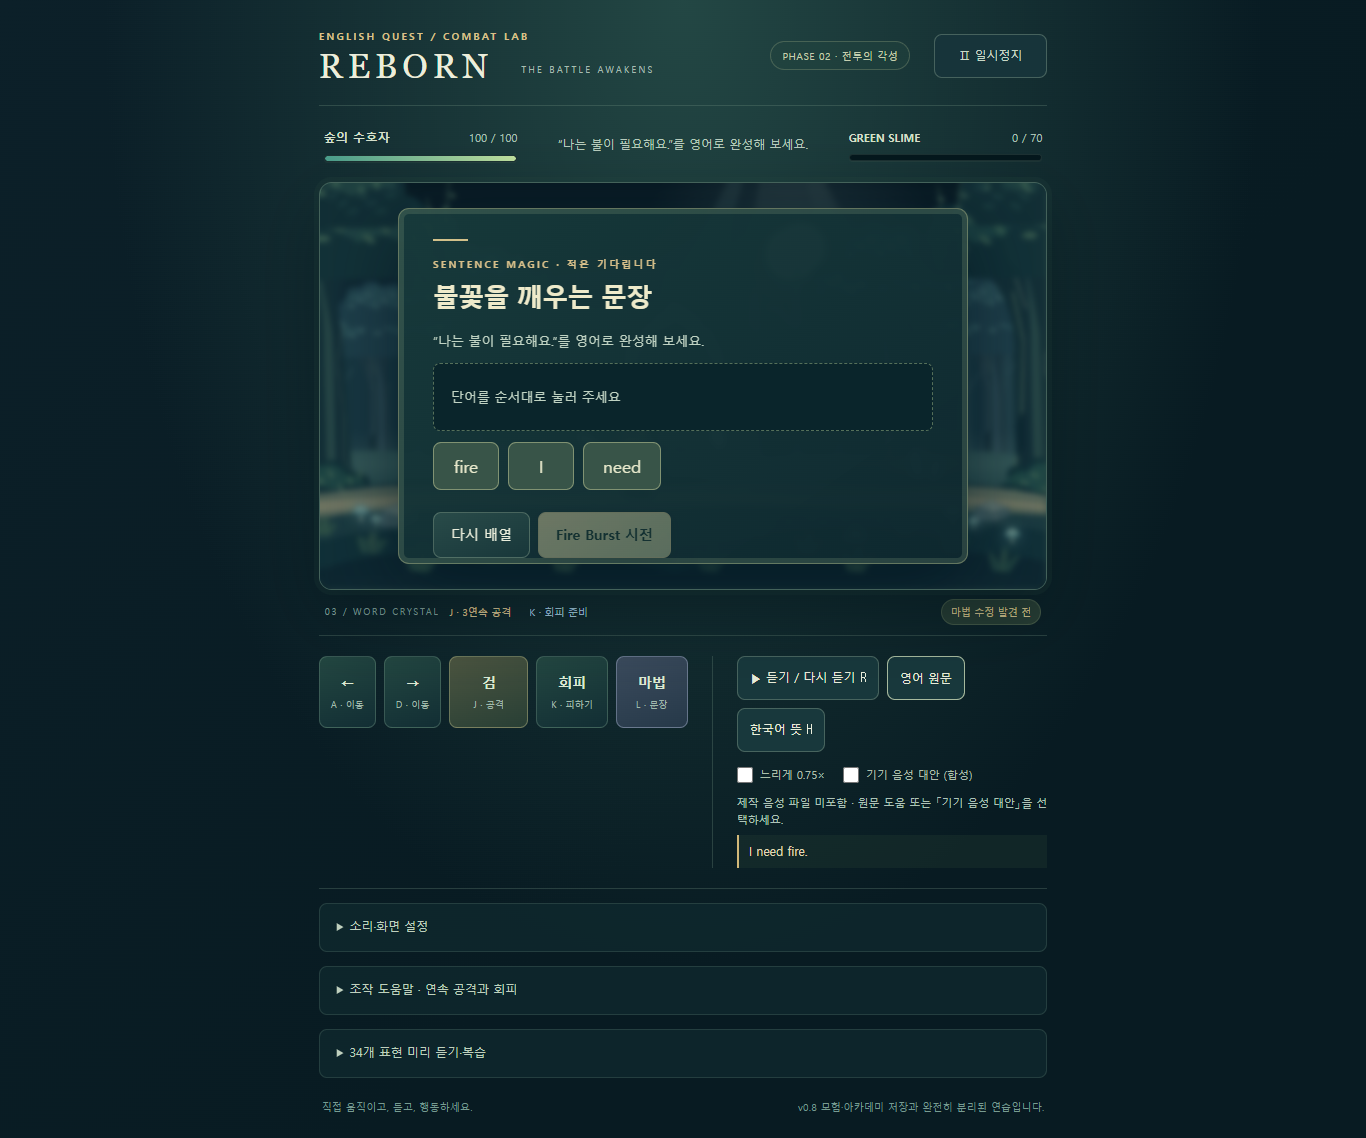 ENGLISH QUEST / COMBAT LAB
REBORN
THE BATTLE AWAKENS
PHASE 02 · 전투의 각성
Ⅱ 일시정지
숲의 수호자
100 / 100
“나는 불이 필요해요.”를 영어로 완성해 보세요.
GREEN SLIME
0 / 70
SENTENCE MAGIC · 적은 기다립니다
불꽃을 깨우는 문장
“나는 불이 필요해요.”를 영어로 완성해 보세요.
단어를 순서대로 눌러 주세요
fire
I
need
다시 배열
Fire Burst 시전
03 / WORD CRYSTAL
J · 3연속 공격
K · 회피 준비
마법 수정 발견 전
←
A · 이동
→
D · 이동
검
J · 공격
회피
K · 피하기
마법
L · 문장
▶ 듣기 / 다시 듣기 R
영어 원문
한국어 뜻 H
느리게 0.75×
기기 음성 대안 (합성)
제작 음성 파일 미포함 · 원문 도움 또는 「기기 음성 대안」을 선
택하세요.
I need fire.
▶ 소리·화면 설정
▶ 조작 도움말 · 연속 공격과 회피
▶ 34개 표현 미리 듣기·복습
직접 움직이고, 듣고, 행동하세요.
v0.8 모험·아카데미 저장과 완전히 분리된 연습입니다.